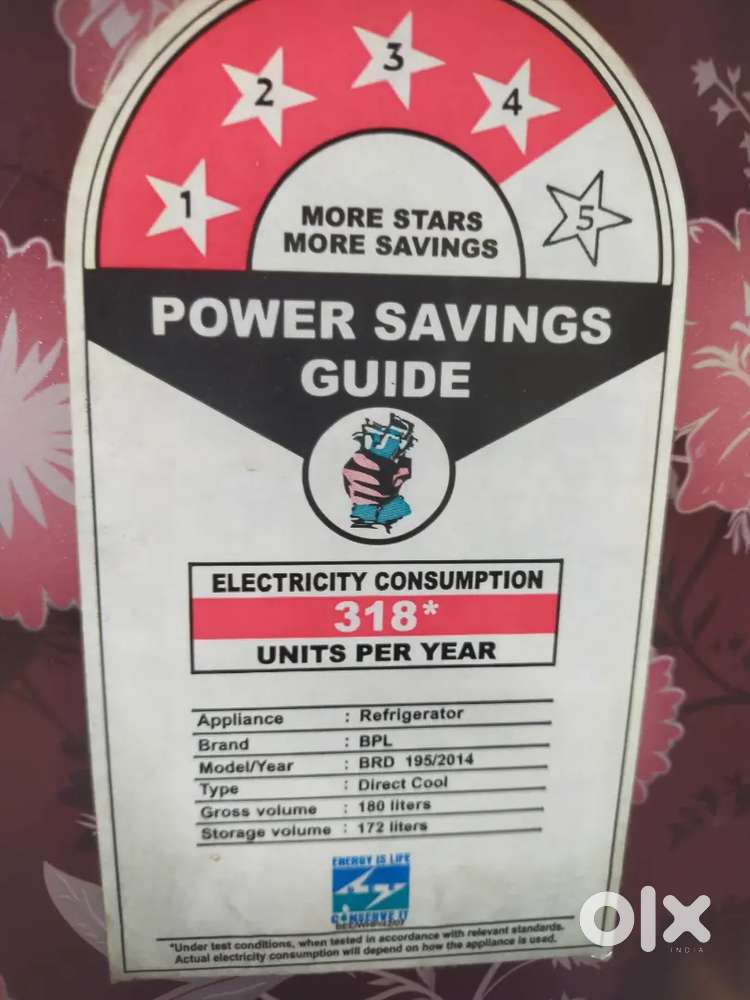 1
2
3
4
5
MORE STARS
MORE SAVINGS
POWER SAVINGS
GUIDE
ELECTRICITY CONSUMPTION
318*
UNITS PER YEAR
Appliance : Refrigerator
Brand : BPL
Model/Year : BRD 195/2014
Type : Direct Cool
Gross volume : 180 liters
Storage volume : 172 liters
ENERGY IS LIFE
CONSERVE IT
*Under test conditions, when tested in accordance with relevant standards.
Actual electricity consumption will depend on how the appliance is used.
olx
INDIA